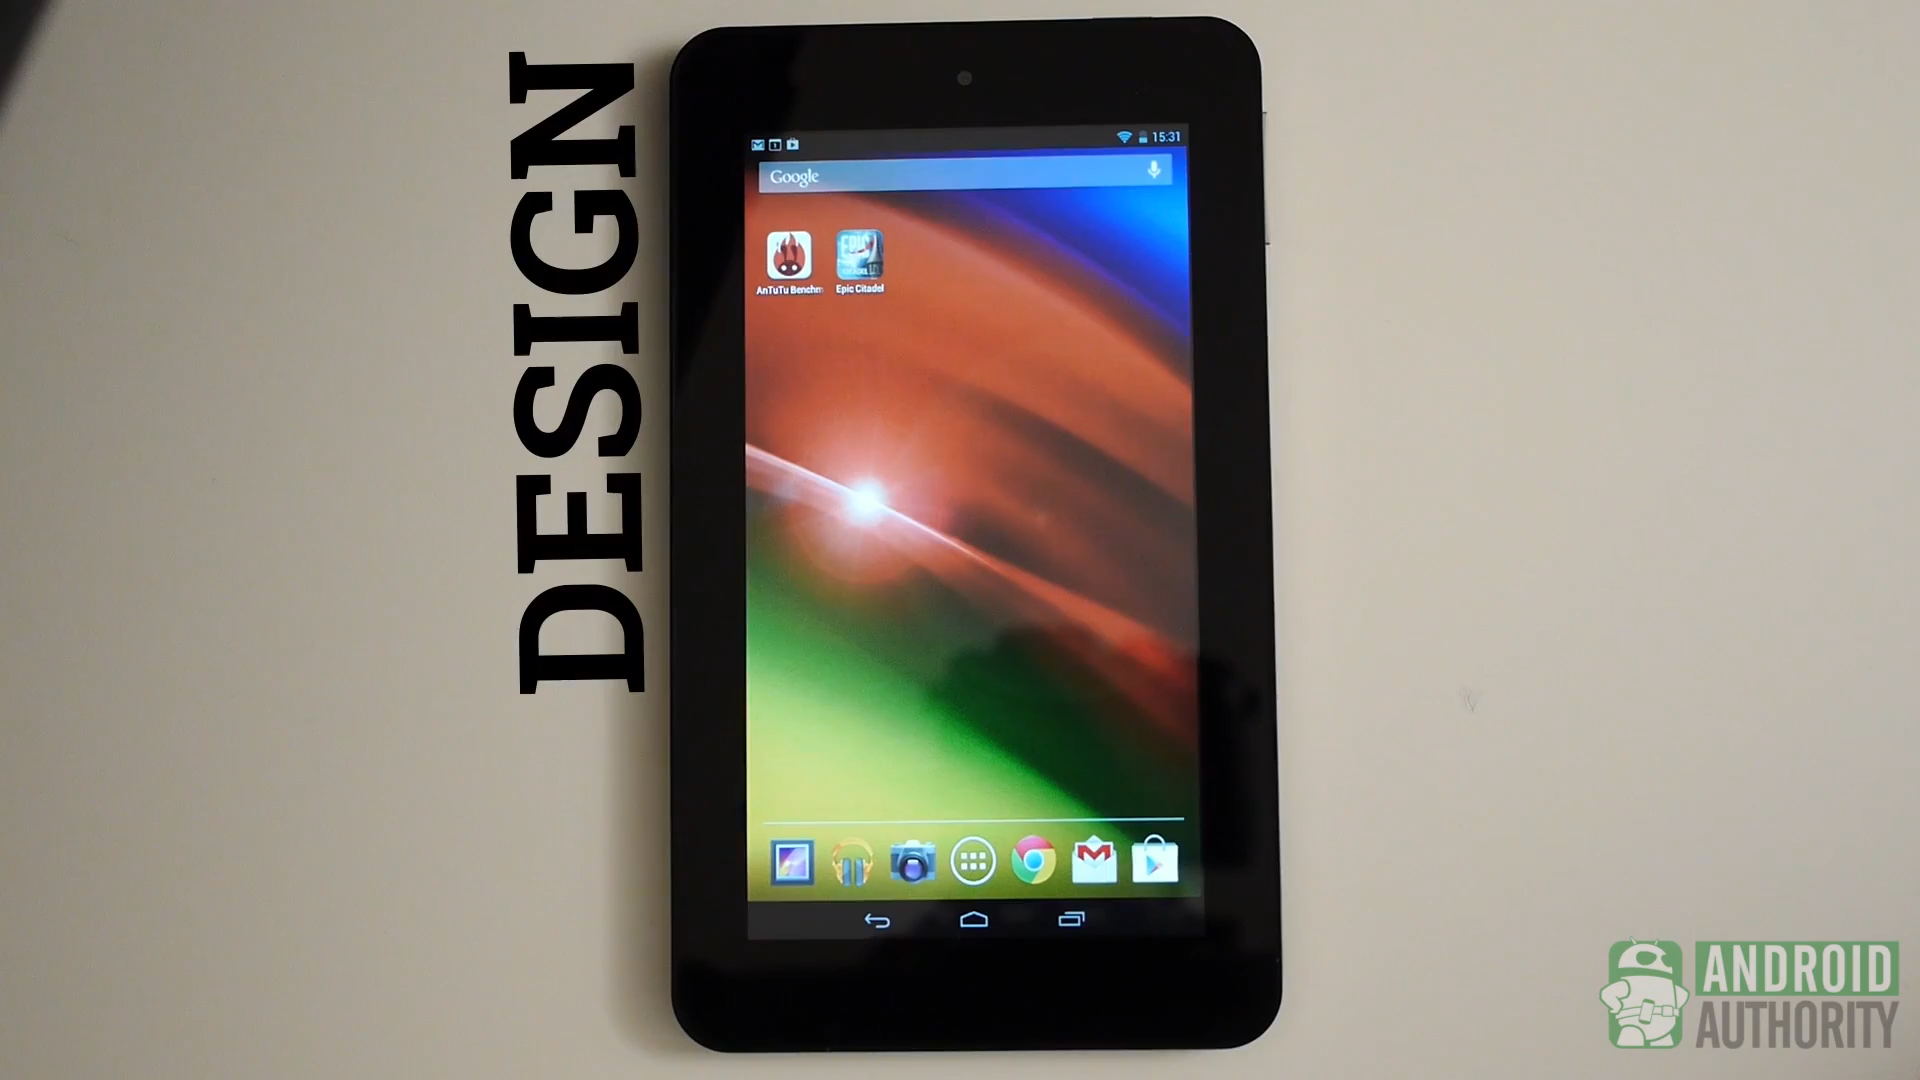 DESIGN
15:31
Google
AnTuTu Benchm
Epic Citadel
ANDROID
AUTHORITY